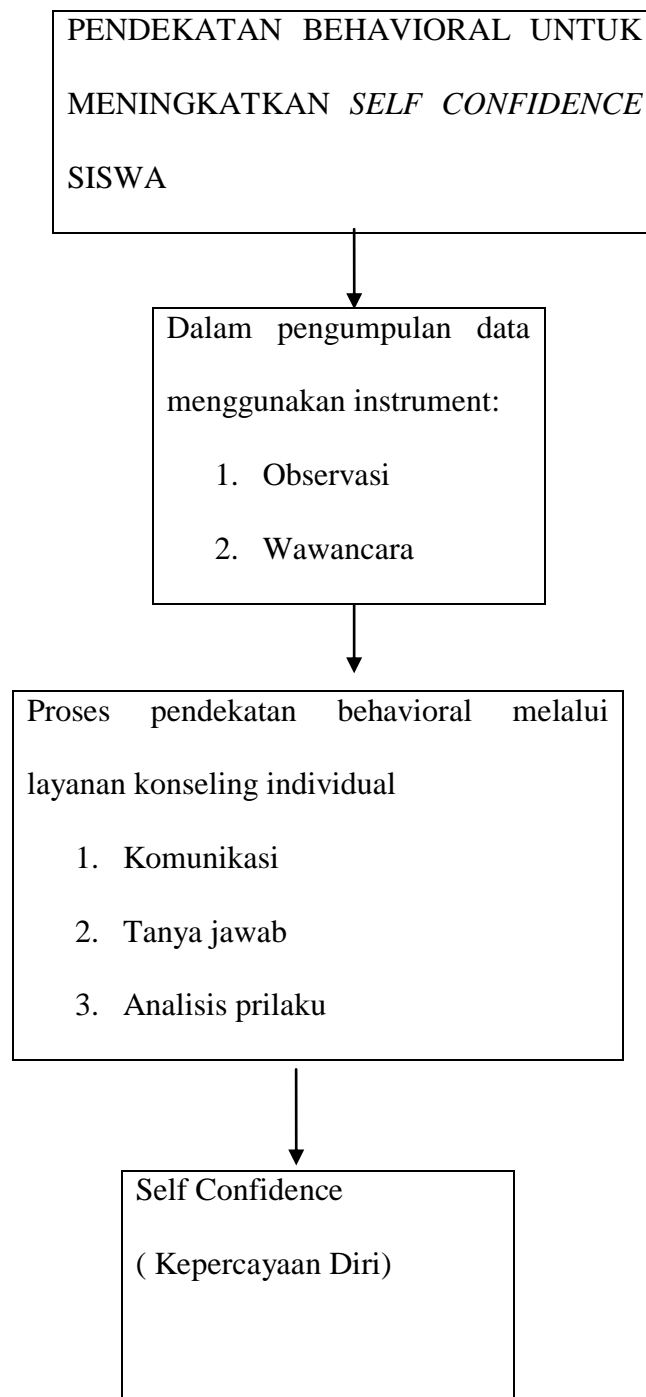 PENDEKATAN BEHAVIORAL UNTUK
MENINGKATKAN SELF CONFIDENCE
SISWA
Dalam pengumpulan data
menggunakan instrument:
1. Observasi
2. Wawancara
Proses pendekatan behavioral melalui
layanan konseling individual
1. Komunikasi
2. Tanya jawab
3. Analisis prilaku
Self Confidence
( Kepercayaan Diri)